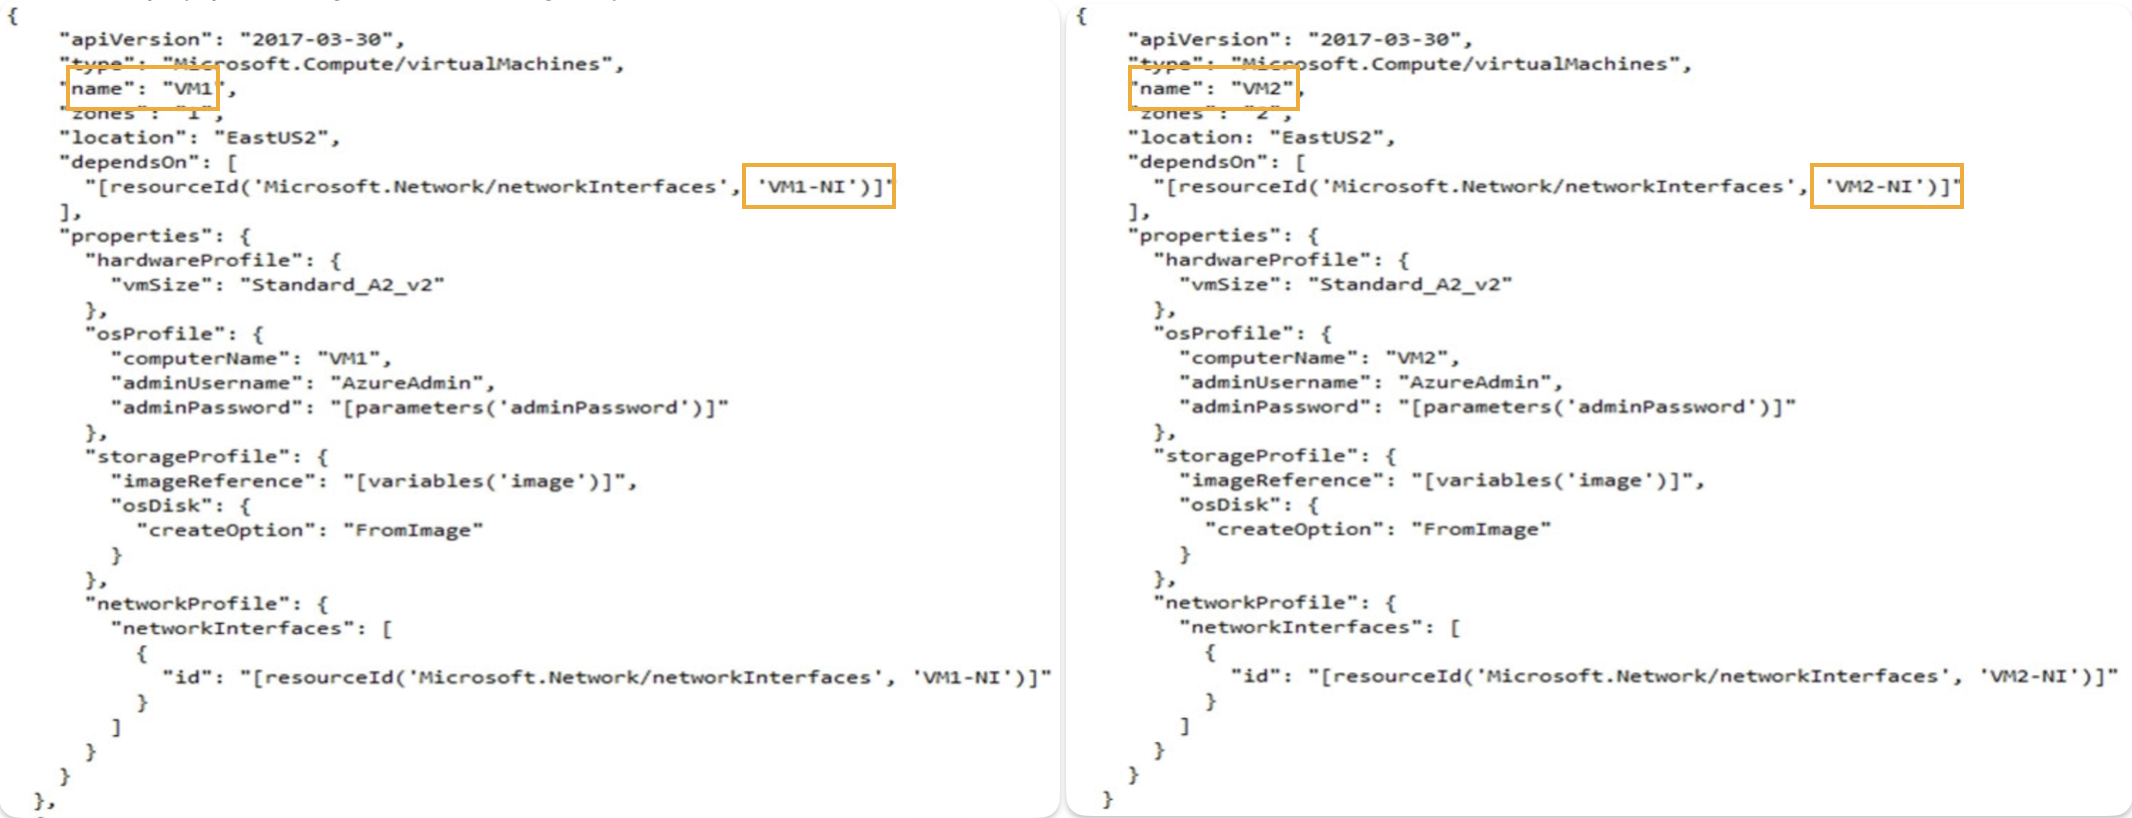 {
"apiVersion": "2017-03-30",
"type": "Microsoft.Compute/virtualMachines",
"name": "VM1",
"zones": "1",
"location": "EastUS2",
"dependsOn": [
"[resourceId('Microsoft.Network/networkInterfaces', 'VM1-NI')]"
],
"properties": {
"hardwareProfile": {
"vmSize": "Standard_A2_v2"
},
"osProfile": {
"computerName": "VM1",
"adminUsername": "AzureAdmin",
"adminPassword": "[parameters('adminPassword')]"
},
"storageProfile": {
"imageReference": "[variables('image')]",
"osDisk": {
"createOption": "FromImage"
}
},
"networkProfile": {
"networkInterfaces": [
{
"id": "[resourceId('Microsoft.Network/networkInterfaces', 'VM1-NI')]"
}
]
}
}
},
{
"apiVersion": "2017-03-30",
"type": "Microsoft.Compute/virtualMachines",
"name": "VM2",
"zones": "2",
"location: "EastUS2",
"dependsOn": [
"[resourceId('Microsoft.Network/networkInterfaces', 'VM2-NI')]"
],
"properties": {
"hardwareProfile": {
"vmSize": "Standard_A2_v2"
},
"osProfile": {
"computerName": "VM2",
"adminUsername": "AzureAdmin",
"adminPassword": "[parameters('adminPassword')]"
},
"storageProfile": {
"imageReference": "[variables('image')]",
"osDisk": {
"createOption": "FromImage"
}
},
"networkProfile": {
"networkInterfaces": [
{
"id": "[resourceId('Microsoft.Network/networkInterfaces', 'VM2-NI')]"
}
]
}
}
}